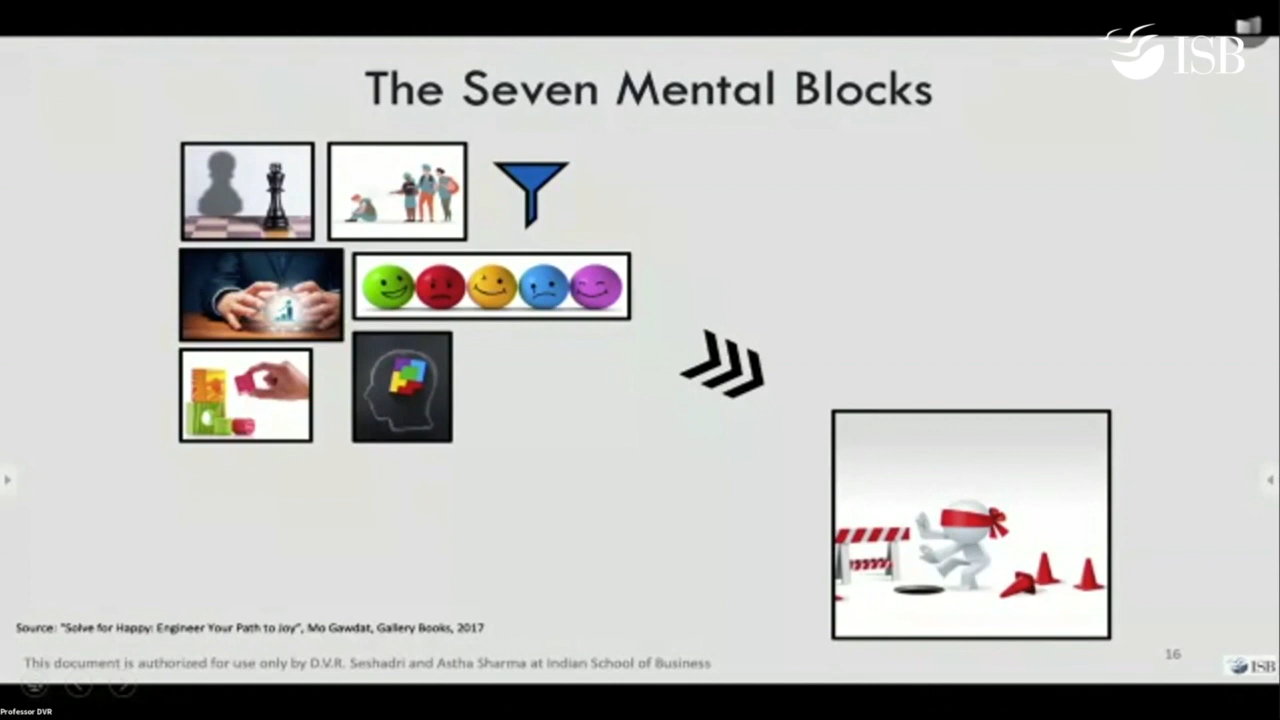 ISB
The Seven Mental Blocks
Source: "Solve for Happy: Engineer Your Path to Joy", Mo Gawdat, Gallery Books, 2017
This document is authorized for use only by D.V.R. Seshadri and Astha Sharma at Indian School of Business
16
ISB
Professor DVR